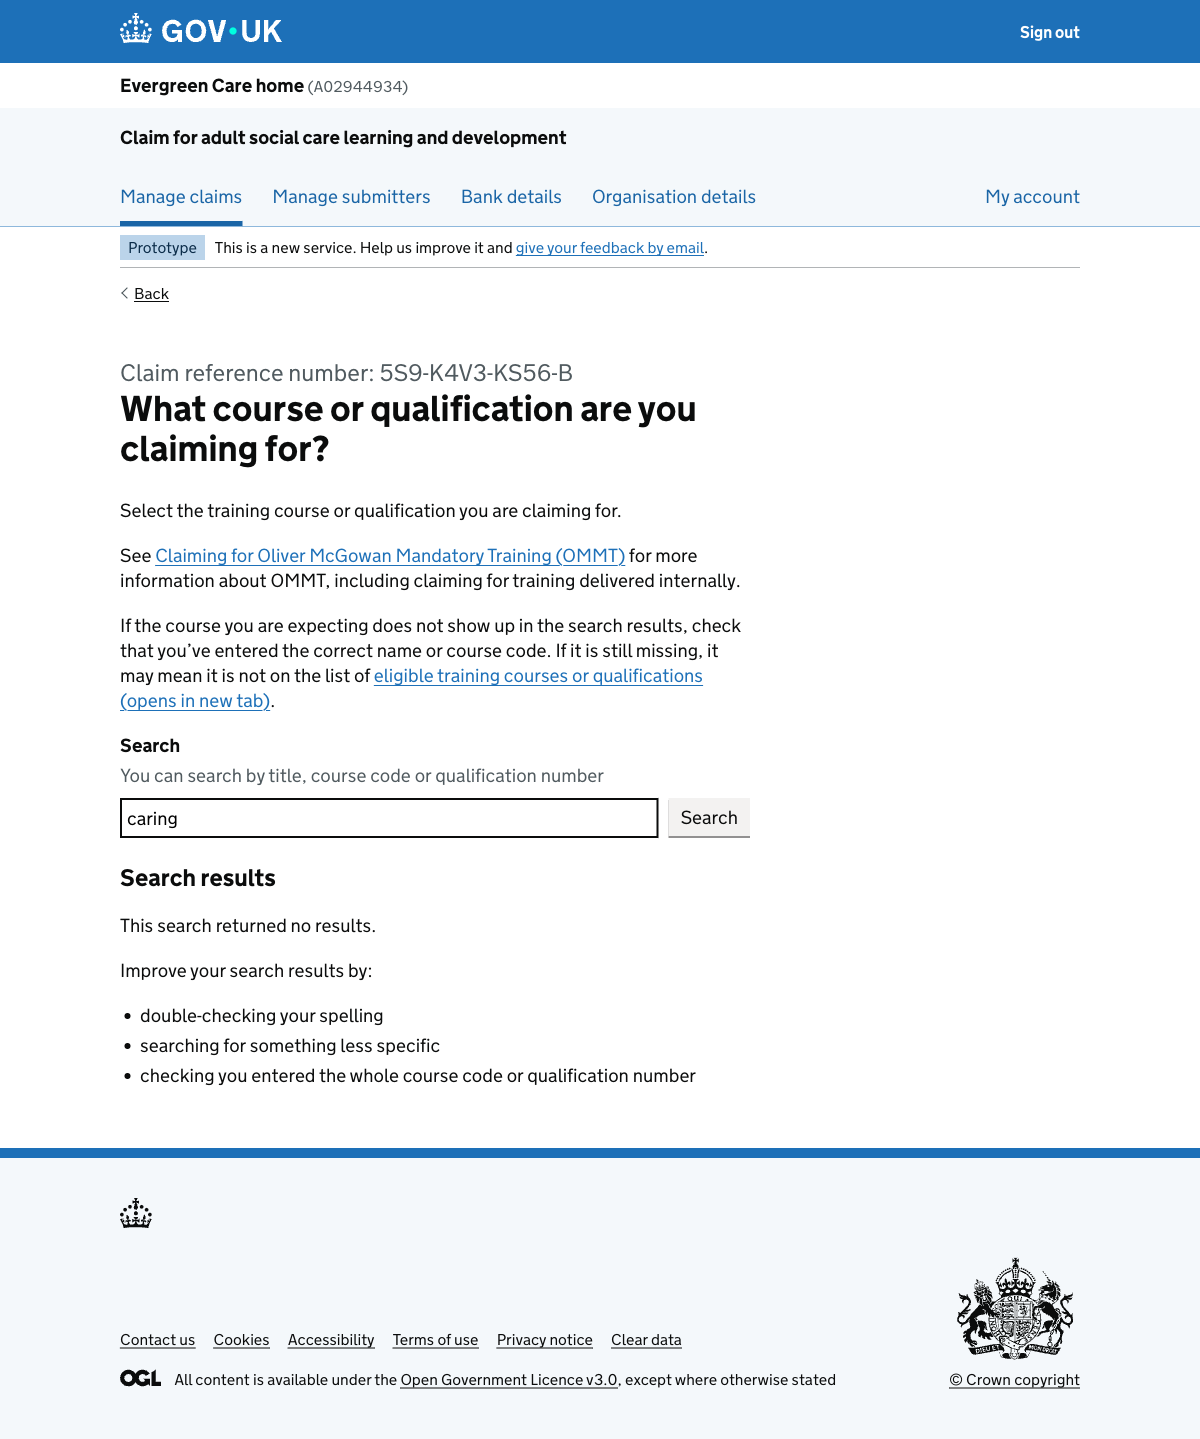 GOV•UK
Sign out
Evergreen Care home (A02944934)
Claim for adult social care learning and development
Manage claims
Manage submitters
Bank details
Organisation details
My account
Prototype
This is a new service. Help us improve it and give your feedback by email.
Back
Claim reference number: 5S9-K4V3-KS56-B
What course or qualification are you
claiming for?
Select the training course or qualification you are claiming for.
See Claiming for Oliver McGowan Mandatory Training (OMMT) for more
information about OMMT, including claiming for training delivered internally.
If the course you are expecting does not show up in the search results, check
that you’ve entered the correct name or course code. If it is still missing, it
may mean it is not on the list of eligible training courses or qualifications
(opens in new tab).
Search
You can search by title, course code or qualification number
caring
Search
Search results
This search returned no results.
Improve your search results by:
• double-checking your spelling
• searching for something less specific
• checking you entered the whole course code or qualification number
Contact us
Cookies
Accessibility
Terms of use
Privacy notice
Clear data
OGL
All content is available under the Open Government Licence v3.0, except where otherwise stated
© Crown copyright